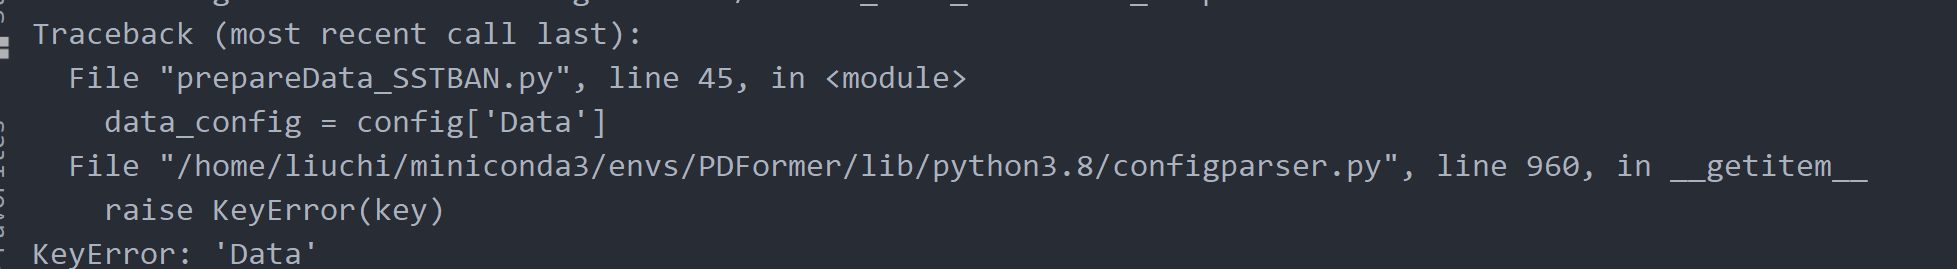 Traceback (most recent call last):
File "prepareData_SSTBAN.py", line 45, in <module>
data_config = config['Data']
File "/home/liuchi/miniconda3/envs/PDFormer/lib/python3.8/configparser.py", line 960, in __getitem__
raise KeyError(key)
KeyError: 'Data'